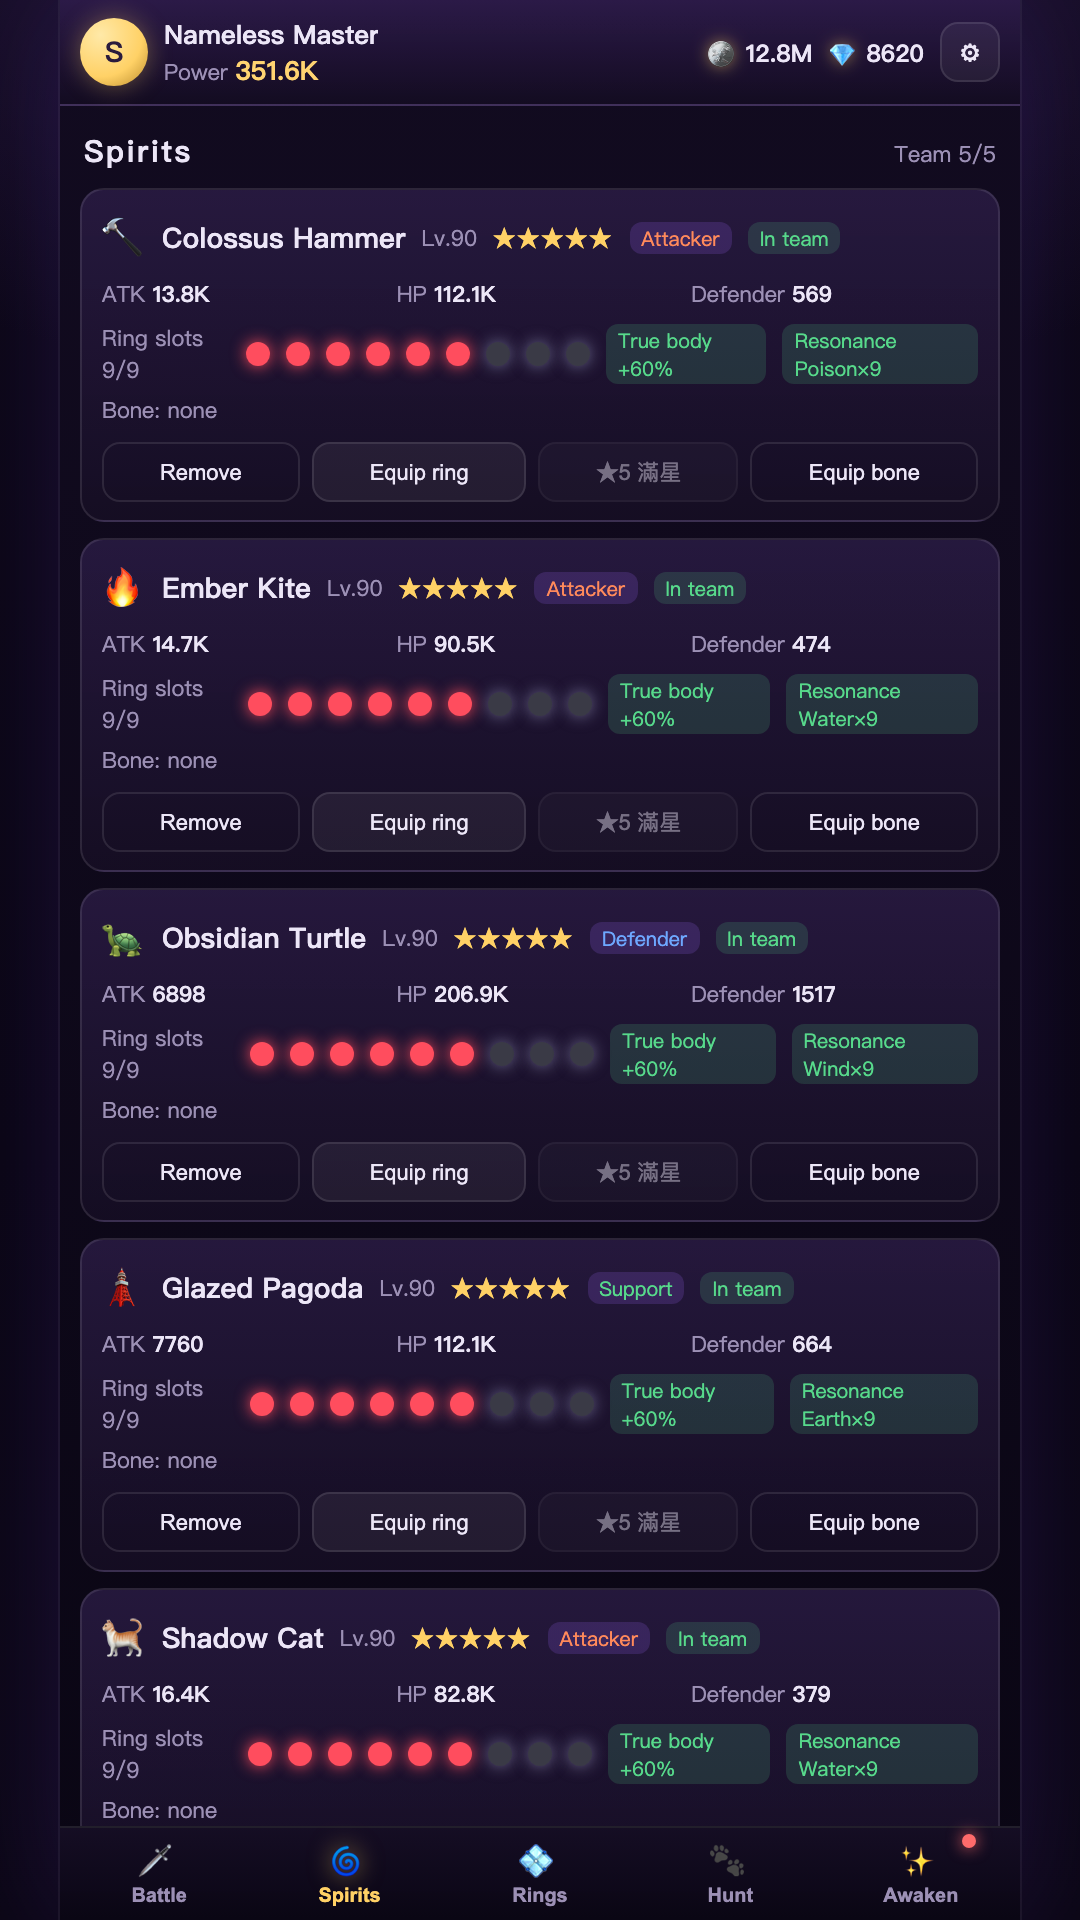 S
Nameless Master
Power 351.6K
12.8M
8620
Spirits
Team 5/5
Colossus Hammer Lv.90 ★★★★★ Attacker In team
ATK 13.8K HP 112.1K Defender 569
Ring slots 9/9
True body +60%
Resonance Poison×9
Bone: none
Remove Equip ring ★5 滿星 Equip bone
Ember Kite Lv.90 ★★★★★ Attacker In team
ATK 14.7K HP 90.5K Defender 474
Ring slots 9/9
True body +60%
Resonance Water×9
Bone: none
Remove Equip ring ★5 滿星 Equip bone
Obsidian Turtle Lv.90 ★★★★★ Defender In team
ATK 6898 HP 206.9K Defender 1517
Ring slots 9/9
True body +60%
Resonance Wind×9
Bone: none
Remove Equip ring ★5 滿星 Equip bone
Glazed Pagoda Lv.90 ★★★★★ Support In team
ATK 7760 HP 112.1K Defender 664
Ring slots 9/9
True body +60%
Resonance Earth×9
Bone: none
Remove Equip ring ★5 滿星 Equip bone
Shadow Cat Lv.90 ★★★★★ Attacker In team
ATK 16.4K HP 82.8K Defender 379
Ring slots 9/9
True body +60%
Resonance Water×9
Bone: none
Battle Spirits Rings Hunt Awaken